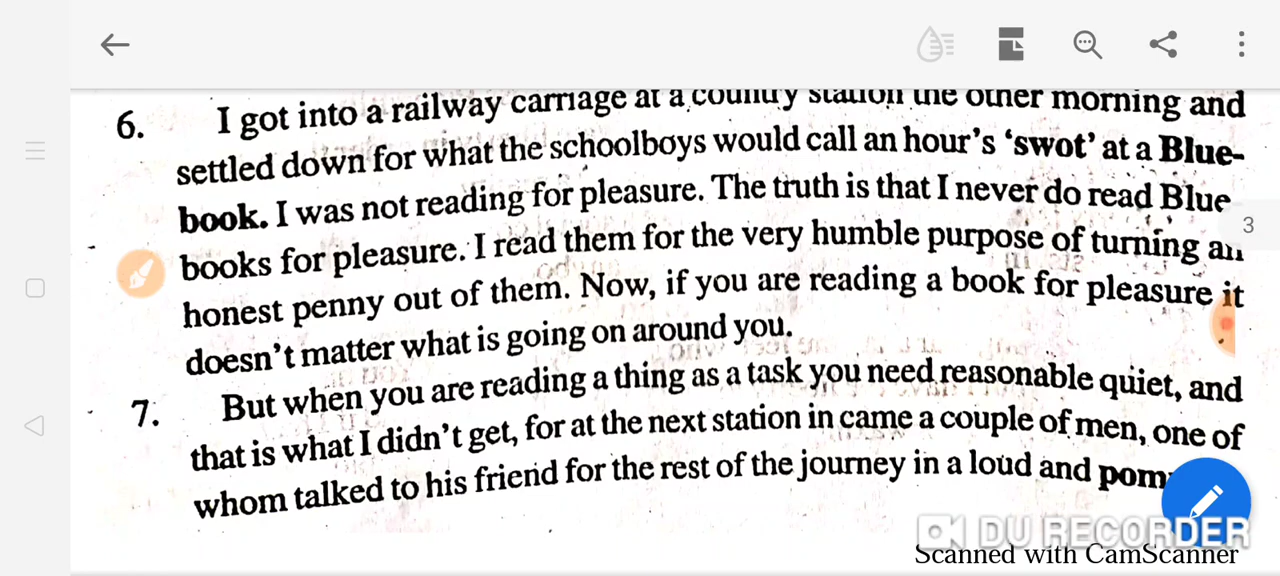 6. I got into a railway carriage at a country station the other morning and
settled down for what the schoolboys would call an hour's 'swot' at a Blue-
book. I was not reading for pleasure. The truth is that I never do read Blue
3
books for pleasure. I read them for the very humble purpose of turning an
honest penny out of them. Now, if you are reading a book for pleasure it
doesn't matter what is going on around you.
7. But when you are reading a thing as a task you need reasonable quiet, and
that is what I didn't get, for at the next station in came a couple of men, one of
whom talked to his friend for the rest of the journey in a loud and
DU RECORDER
Scanned with CamScanner